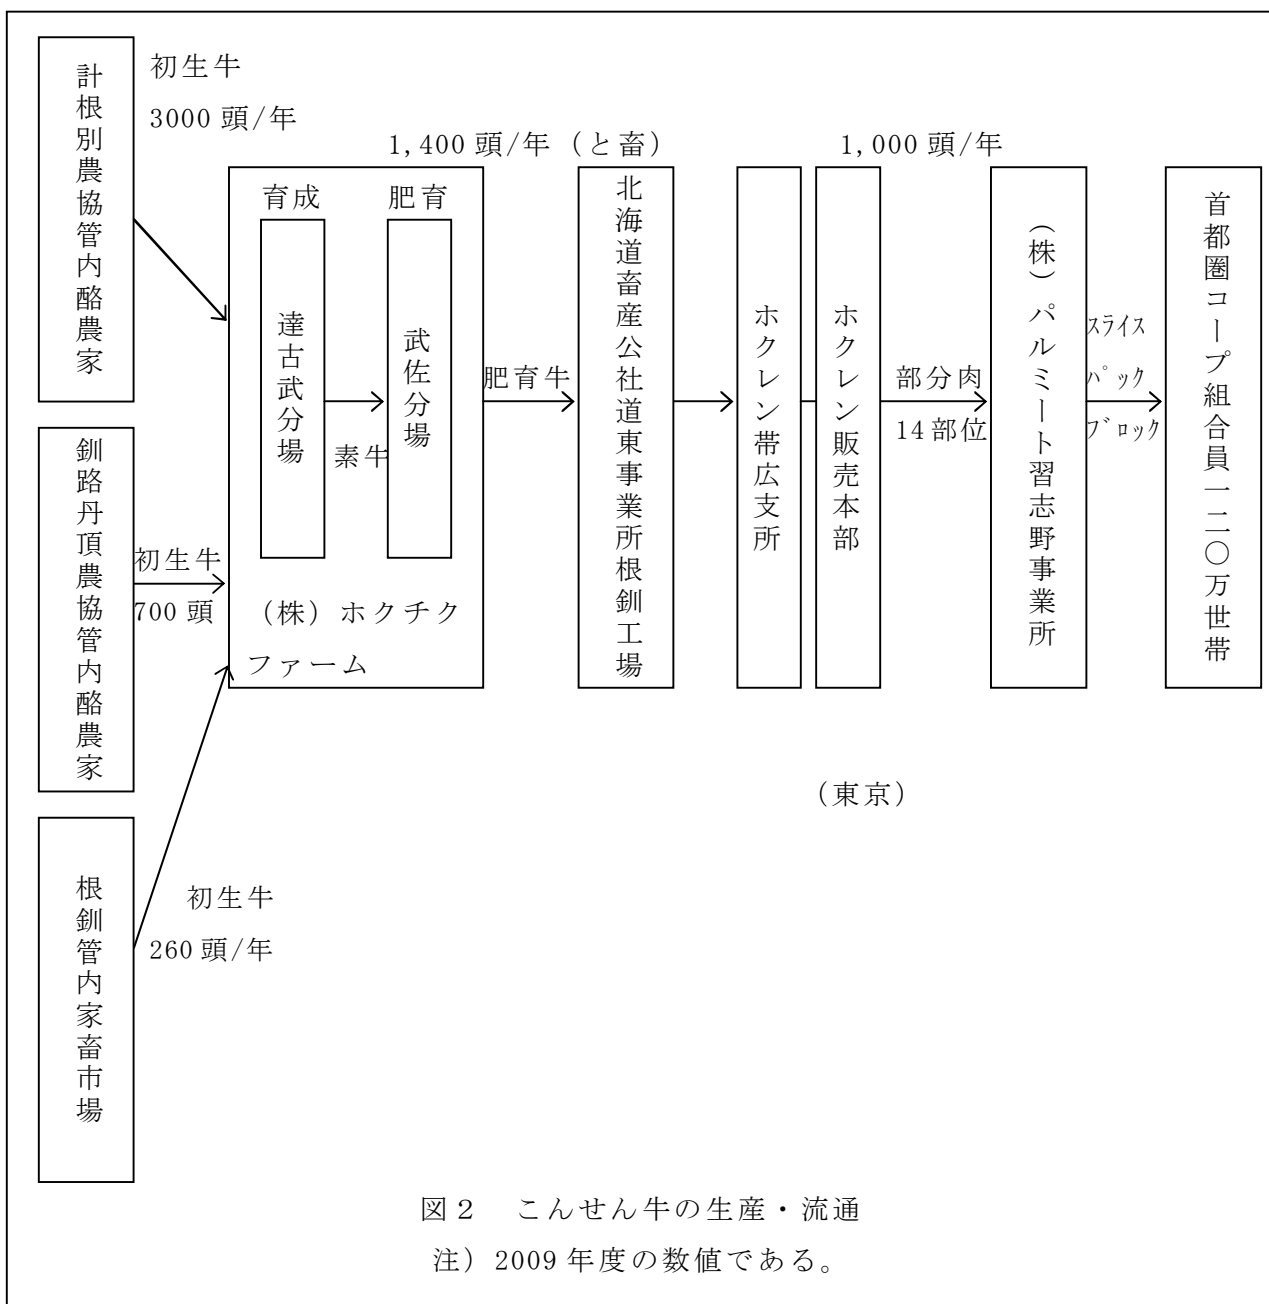 計根別農協管内酪農家
初生牛
3000 頭/年
釧路丹頂農協管内酪農家
初生牛
700 頭
根釧管内家畜市場
初生牛
260 頭/年
育成
達古武分場
素牛
肥育
武佐分場
（株）ホクチク
ファーム
1,400 頭/年（と畜）
肥育牛
北海道畜産公社道東事業所根釧工場
ホクレン帯広支所
ホクレン販売本部
1,000 頭/年
部分肉
14 部位
（株）パルミート習志野事業所
ｽﾗｲｽ
ﾊﾟｯｸ
ﾌﾞﾛｯｸ
首都圏コープ組合員一二〇万世帯
（東京）
図２　こんせん牛の生産・流通
注）2009 年度の数値である。